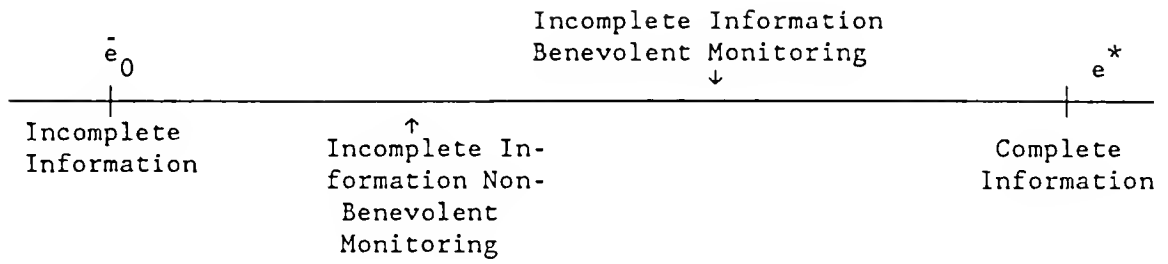 Incomplete Information
Benevolent Monitoring
↓
ē0
e*
Incomplete
Information
↑
Incomplete In-
formation Non-
Benevolent
Monitoring
Complete
Information